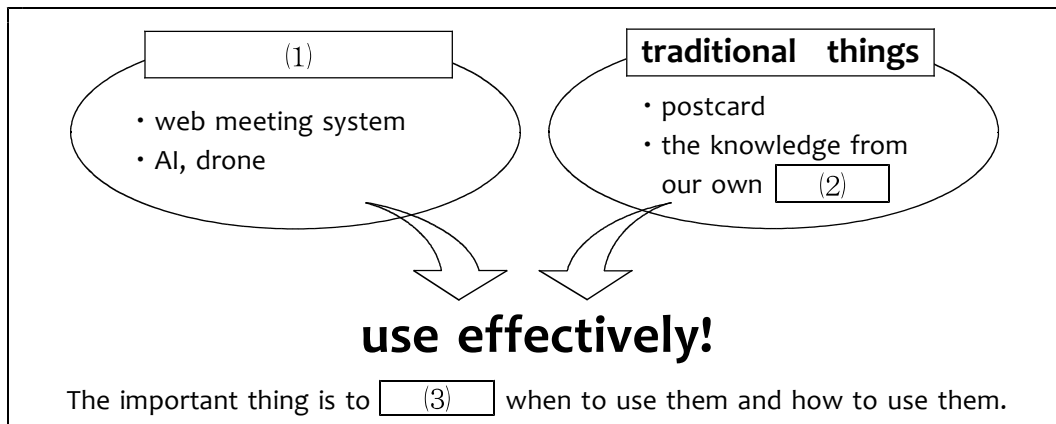 ⑴
・web meeting system
・AI, drone
traditional things
・postcard
・the knowledge from
our own ⑵
use effectively!
The important thing is to ⑶ when to use them and how to use them.